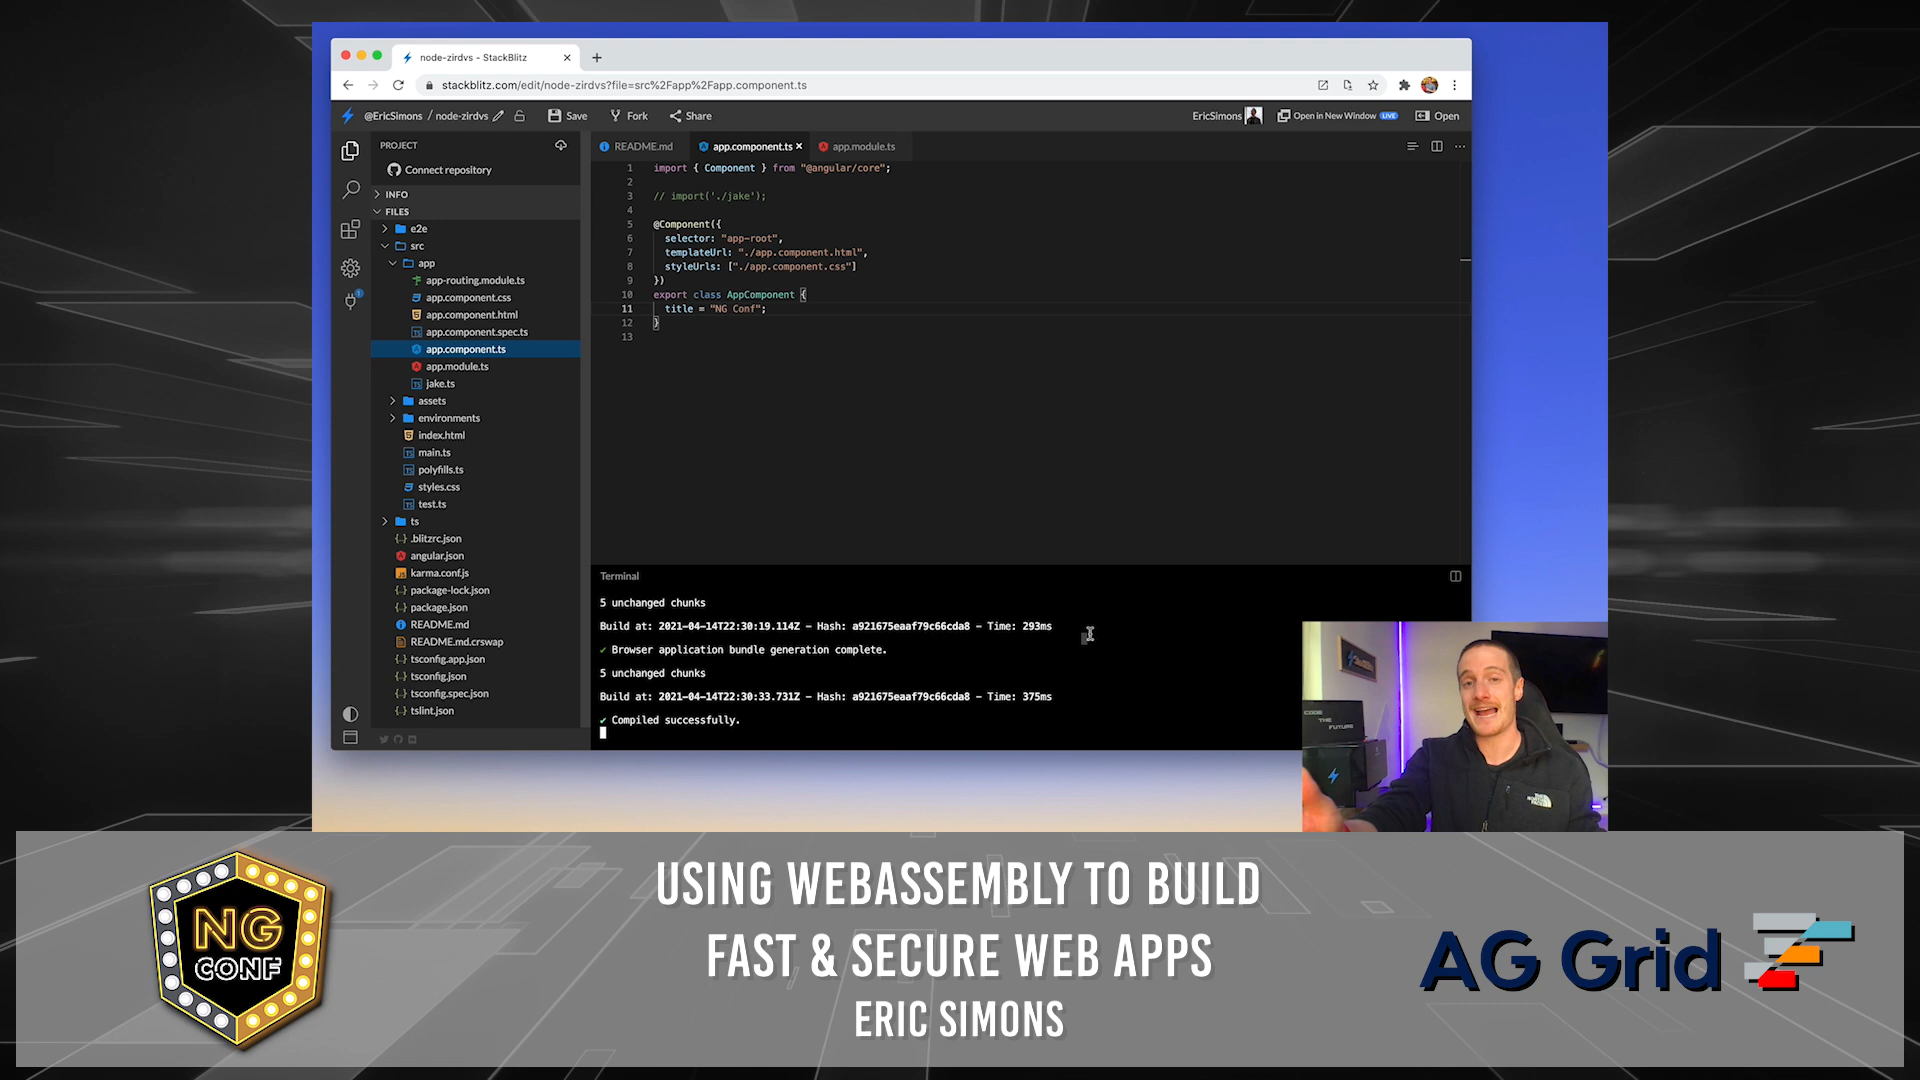 node-zirdvs - StackBlitz
stackblitz.com/edit/node-zirdvs?file=src%2Fapp%2Fapp.component.ts
@EricSimons / node-zirdvs
Save
Fork
Share
EricSimons
Open in New Window LIVE
Open
PROJECT
Connect repository
INFO
FILES
e2e
src
app
app-routing.module.ts
app.component.css
app.component.html
app.component.spec.ts
app.component.ts
app.module.ts
jake.ts
assets
environments
index.html
main.ts
polyfills.ts
styles.css
test.ts
ts
.blitzrc.json
angular.json
karma.conf.js
package-lock.json
package.json
README.md
README.md.crswap
tsconfig.app.json
tsconfig.json
tsconfig.spec.json
tslint.json
README.md
app.component.ts
app.module.ts
1 import { Component } from "@angular/core";
2
3 // import('./jake');
4
5 @Component({
6 selector: "app-root",
7 templateUrl: "./app.component.html",
8 styleUrls: ["./app.component.css"]
9 })
10 export class AppComponent {
11 title = "NG Conf";
12 }
13
Terminal
5 unchanged chunks
Build at: 2021-04-14T22:30:19.114Z - Hash: a921675eaaf79c66cda8 - Time: 293ms
✓ Browser application bundle generation complete.
5 unchanged chunks
Build at: 2021-04-14T22:30:33.731Z - Hash: a921675eaaf79c66cda8 - Time: 375ms
✓ Compiled successfully.
CODE
THE
FUTURE
NG
CONF
USING WEBASSEMBLY TO BUILD
FAST & SECURE WEB APPS
ERIC SIMONS
AG Grid